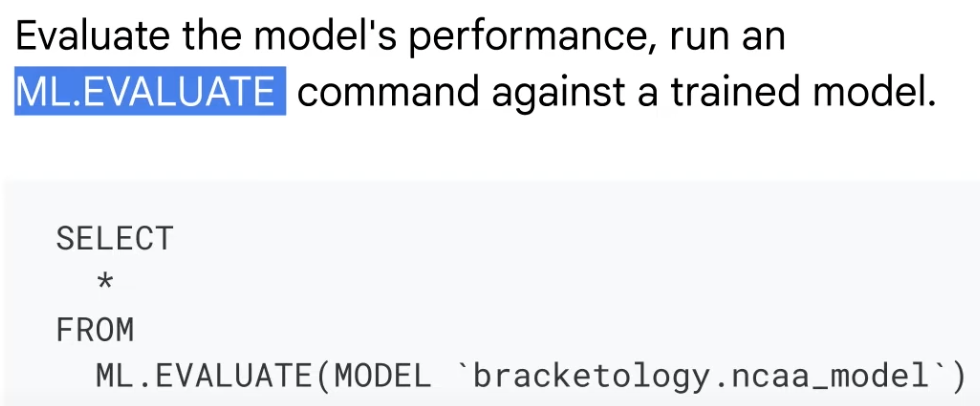 Evaluate the model's performance, run an
ML.EVALUATE command against a trained model.
SELECT
*
FROM
ML.EVALUATE(MODEL `bracketology.ncaa_model`)